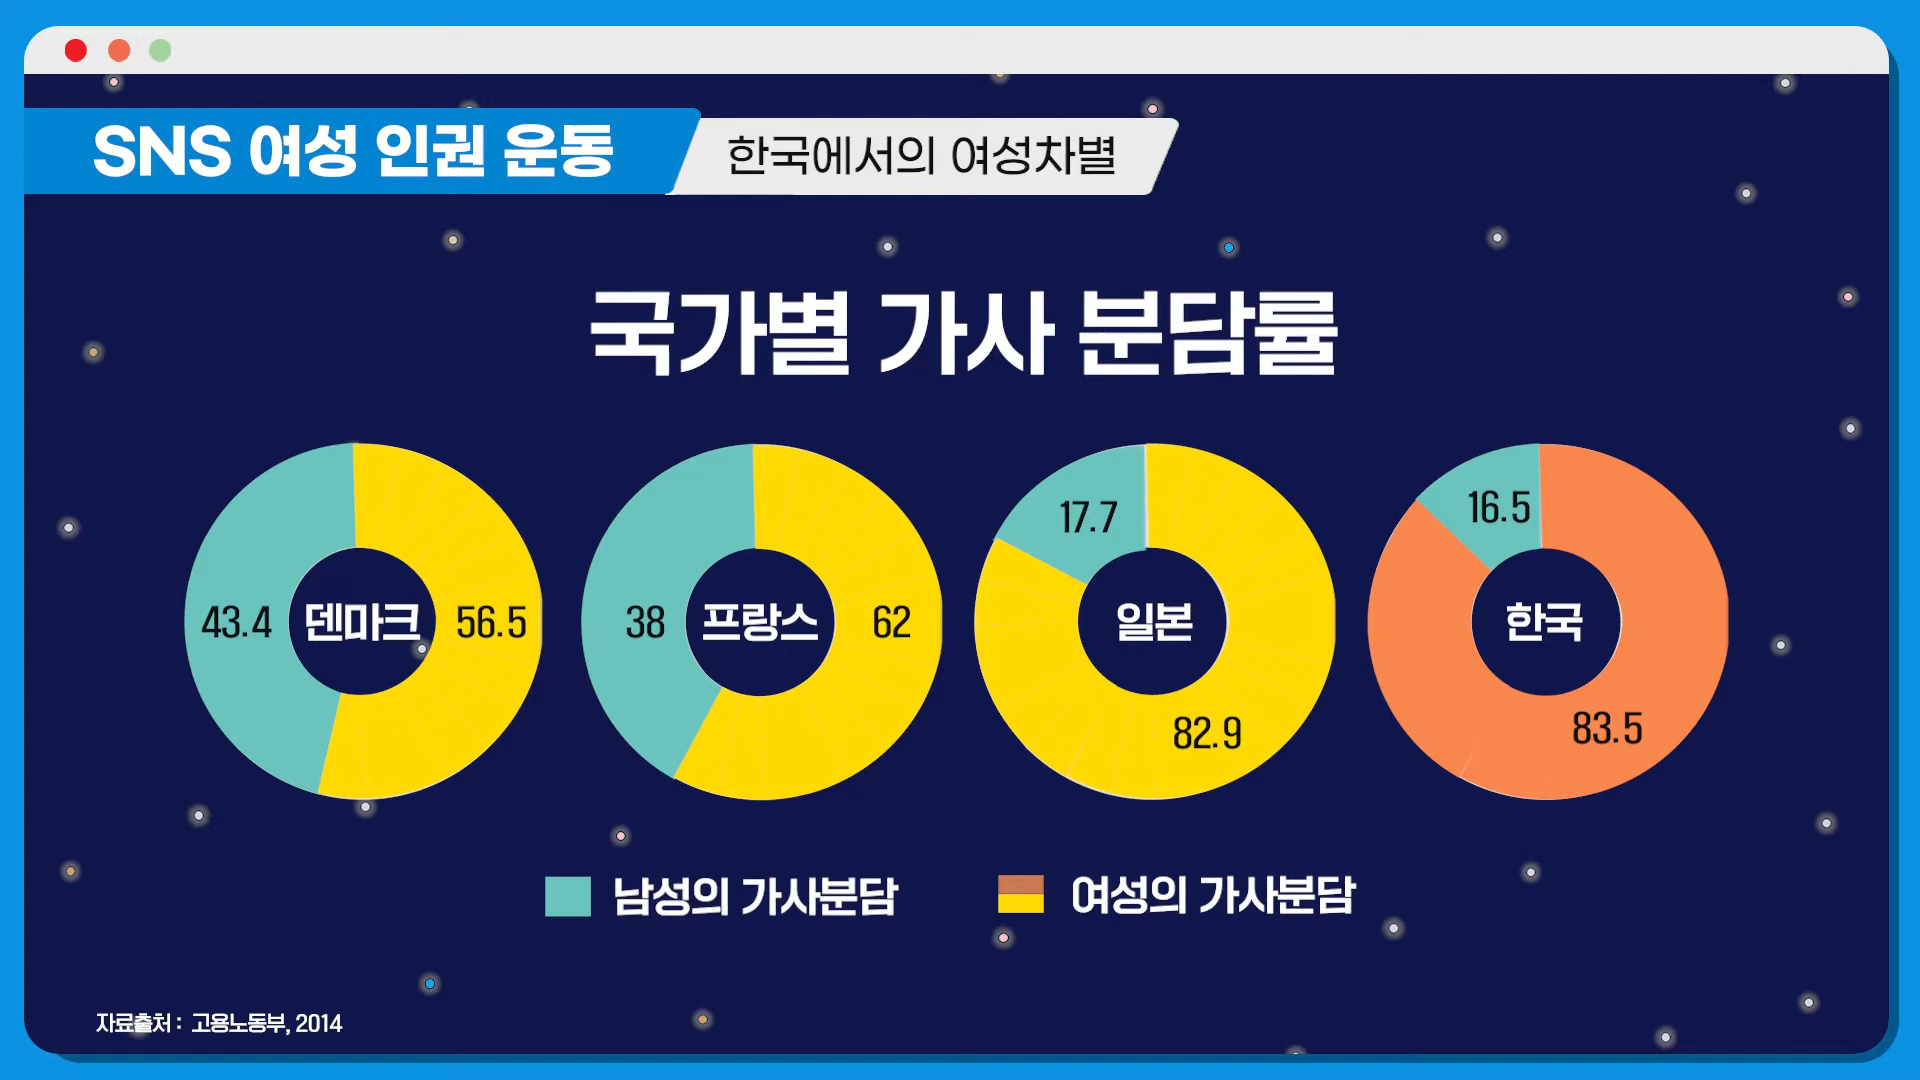 SNS 여성 인권 운동
한국에서의 여성차별
국가별 가사 분담률
43.4 덴마크 56.5
38 프랑스 62
17.7
일본
82.9
16.5
한국
83.5
남성의 가사분담
여성의 가사분담
자료출처 : 고용노동부, 2014